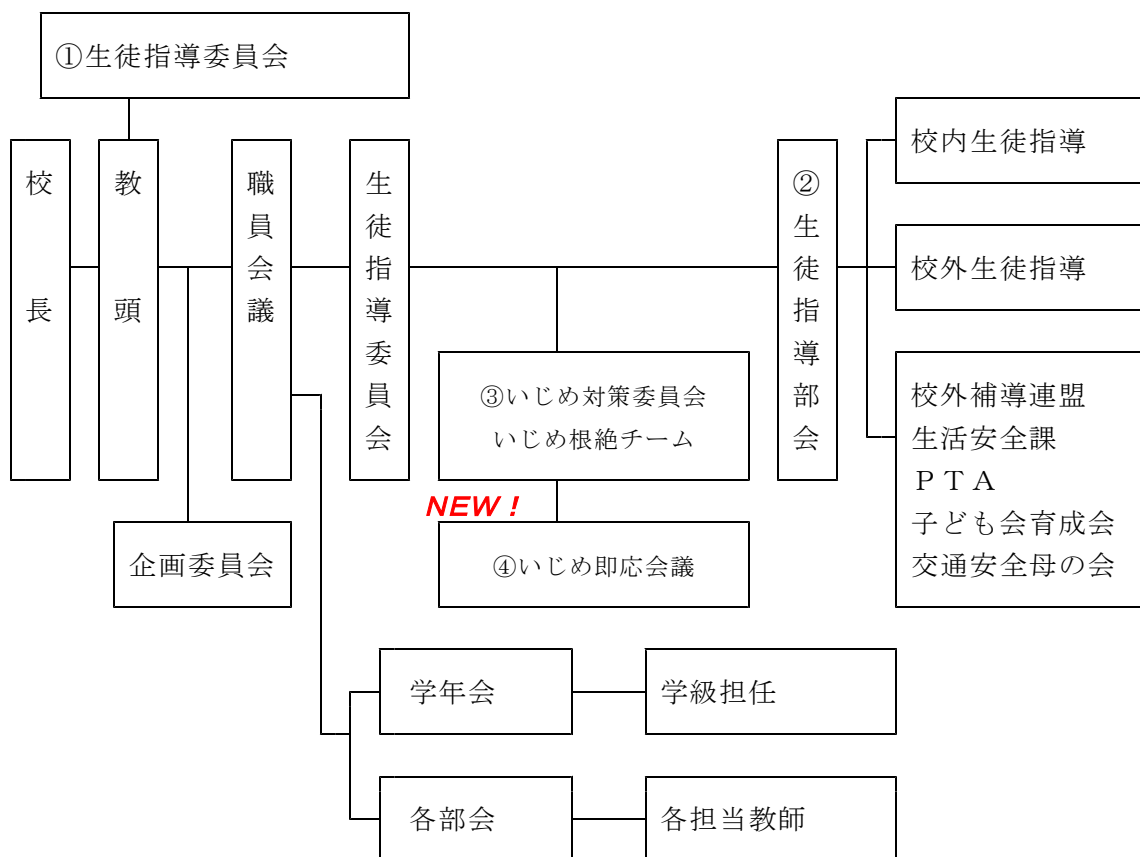 ①生徒指導委員会
校長
教頭
職員会議
生徒指導委員会
②生徒指導部会
校内生徒指導
校外生徒指導
校外補導連盟
生活安全課
ＰＴＡ
子ども会育成会
交通安全母の会
③いじめ対策委員会
いじめ根絶チーム
NEW！
④いじめ即応会議
企画委員会
学年会
学級担任
各部会
各担当教師